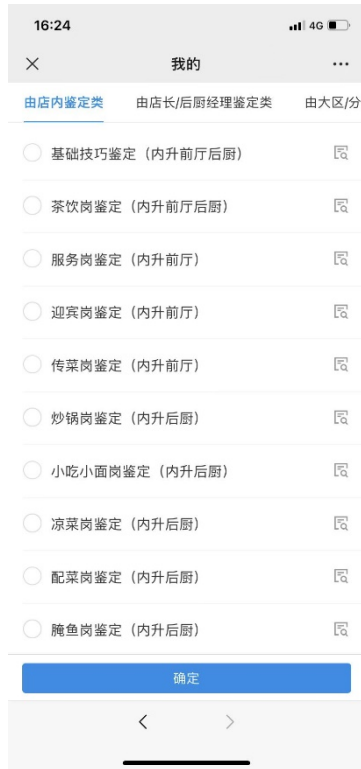 16:24
4G
我的
由店内鉴定类 由店长/后厨经理鉴定类 由大区/分
基础技巧鉴定（内升前厅后厨）
茶饮岗鉴定（内升前厅后厨）
服务岗鉴定（内升前厅）
迎宾岗鉴定（内升前厅）
传菜岗鉴定（内升前厅）
炒锅岗鉴定（内升后厨）
小吃小面岗鉴定（内升后厨）
凉菜岗鉴定（内升后厨）
配菜岗鉴定（内升后厨）
腌鱼岗鉴定（内升后厨）
确定